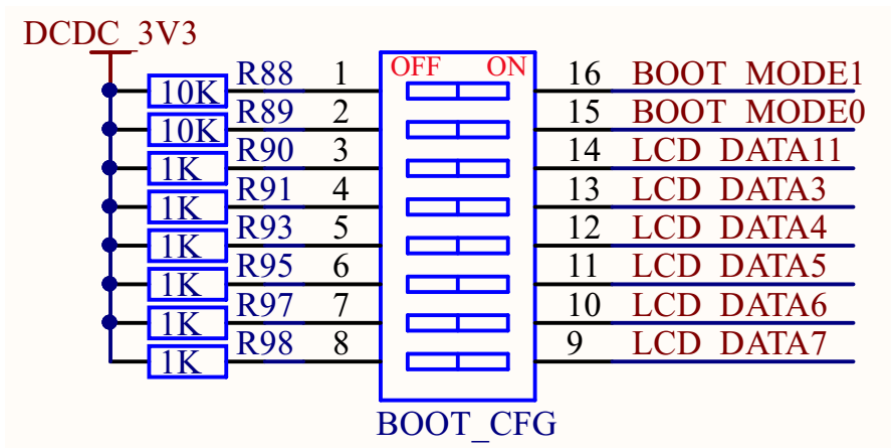 DCDC_3V3
OFF ON
R88 1 16 BOOT_MODE1
10K
R89 2 15 BOOT_MODE0
10K
R90 3 14 LCD_DATA11
1K
R91 4 13 LCD_DATA3
1K
R93 5 12 LCD_DATA4
1K
R95 6 11 LCD_DATA5
1K
R97 7 10 LCD_DATA6
1K
R98 8 9 LCD_DATA7
1K
BOOT_CFG